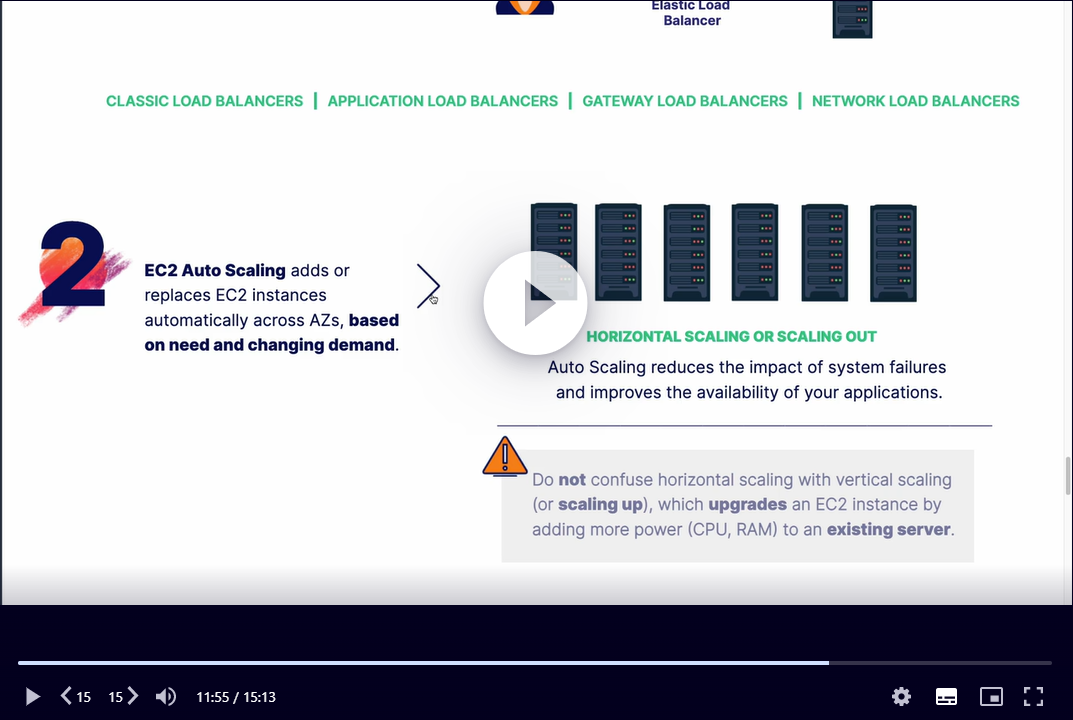 Elastic Load
Balancer
CLASSIC LOAD BALANCERS | APPLICATION LOAD BALANCERS | GATEWAY LOAD BALANCERS | NETWORK LOAD BALANCERS
2
EC2 Auto Scaling adds or
replaces EC2 instances
automatically across AZs, based
on need and changing demand.
HORIZONTAL SCALING OR SCALING OUT
Auto Scaling reduces the impact of system failures
and improves the availability of your applications.
Do not confuse horizontal scaling with vertical scaling
(or scaling up), which upgrades an EC2 instance by
adding more power (CPU, RAM) to an existing server.
15 15 11:55 / 15:13